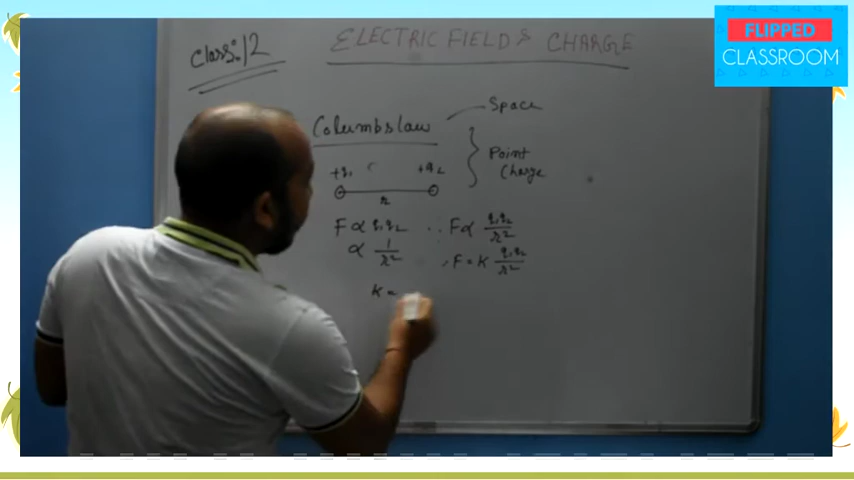 FLIPPED
CLASSROOM
Class:12
ELECTRIC FIELD & CHARGE
Columbs law
Space
Point
Charge
+q₁ +q₂
r
F ∝ q₁q₂ ∴ F ∝ q₁q₂/r²
∝ 1/r² ∴ F = K q₁q₂/r²
K =